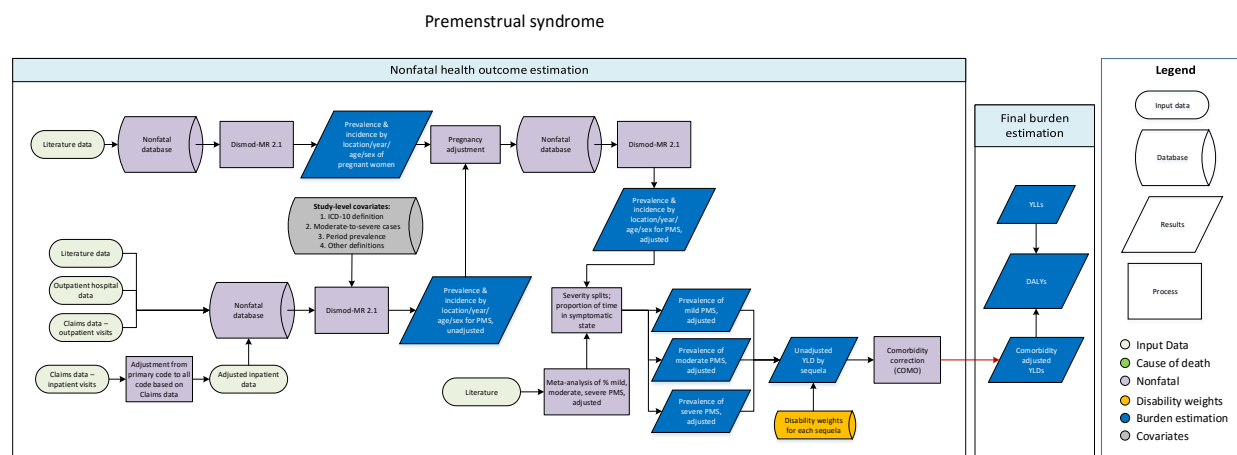 Premenstrual syndrome
Nonfatal health outcome estimation
Literature data
Nonfatal
database
Dismod-MR 2.1
Prevalence &
incidence by
location/year/
age/sex of
pregnant women
Pregnancy
adjustment
Nonfatal
database
Dismod-MR 2.1
Study-level covariates:
1. ICD-10 definition
2. Moderate-to-severe cases
3. Period prevalence
4. Other definitions
Prevalence &
incidence by
location/year/
age/sex for PMS,
adjusted
Literature data
Outpatient hospital
data
Claims data –
outpatient visits
Nonfatal
database
Dismod-MR 2.1
Prevalence &
incidence by
location/year/
age/sex for PMS,
unadjusted
Claims data –
inpatient visits
Adjustment from
primary code to all
code based on
Claims data
Adjusted inpatient
data
Severity splits;
proportion of time
in symptomatic
state
Literature
Meta-analysis of % mild,
moderate, severe PMS,
adjusted
Prevalence of
mild PMS,
adjusted
Prevalence of
moderate PMS,
adjusted
Prevalence of
severe PMS,
adjusted
Unadjusted
YLD by
sequela
Disability weights
for each sequela
Comorbidity
correction
(COMO)
Final burden
estimation
YLLs
DALYs
Comorbidity
adjusted
YLDs
Legend
Input data
Database
Results
Process
Input Data
Cause of death
Nonfatal
Disability weights
Burden estimation
Covariates